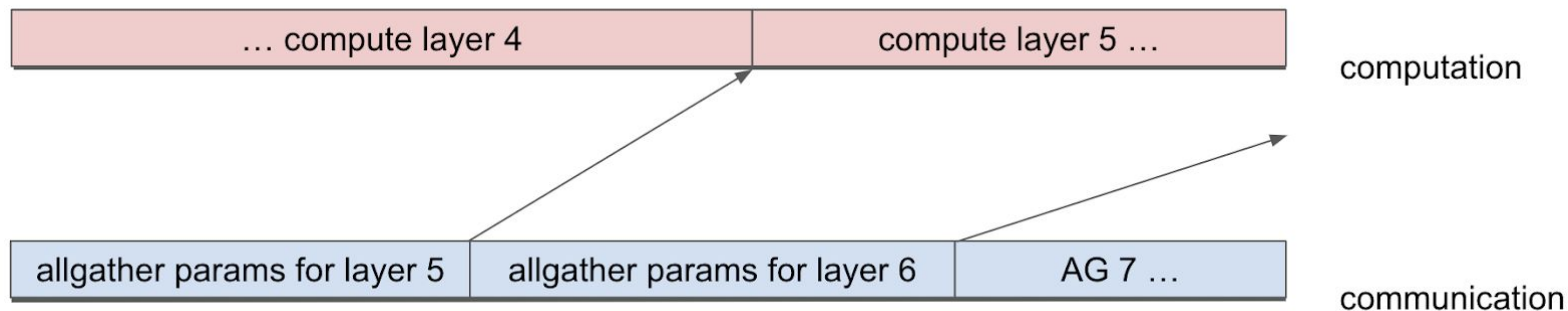 … compute layer 4
compute layer 5 …
computation
allgather params for layer 5
allgather params for layer 6
AG 7 …
communication